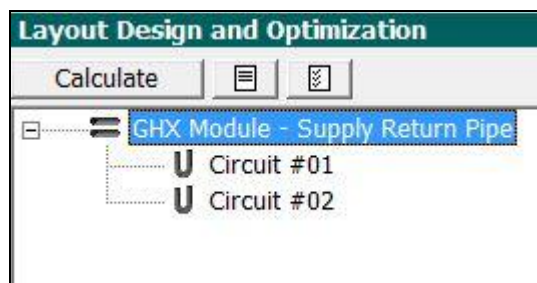 Layout Design and Optimization
Calculate
GHX Module - Supply Return Pipe
Circuit #01
Circuit #02